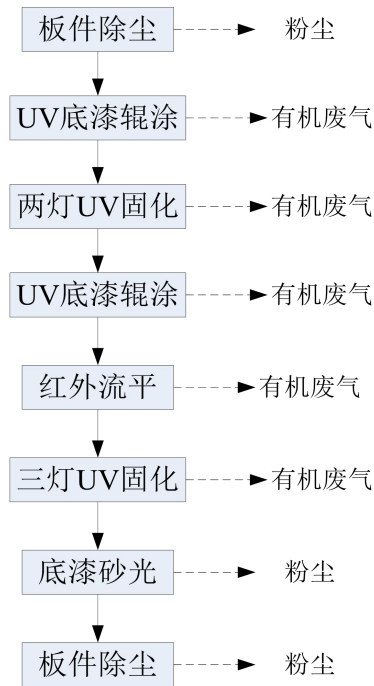 板件除尘 粉尘
UV底漆辊涂 有机废气
两灯UV固化 有机废气
UV底漆辊涂 有机废气
红外流平 有机废气
三灯UV固化 有机废气
底漆砂光 粉尘
板件除尘 粉尘